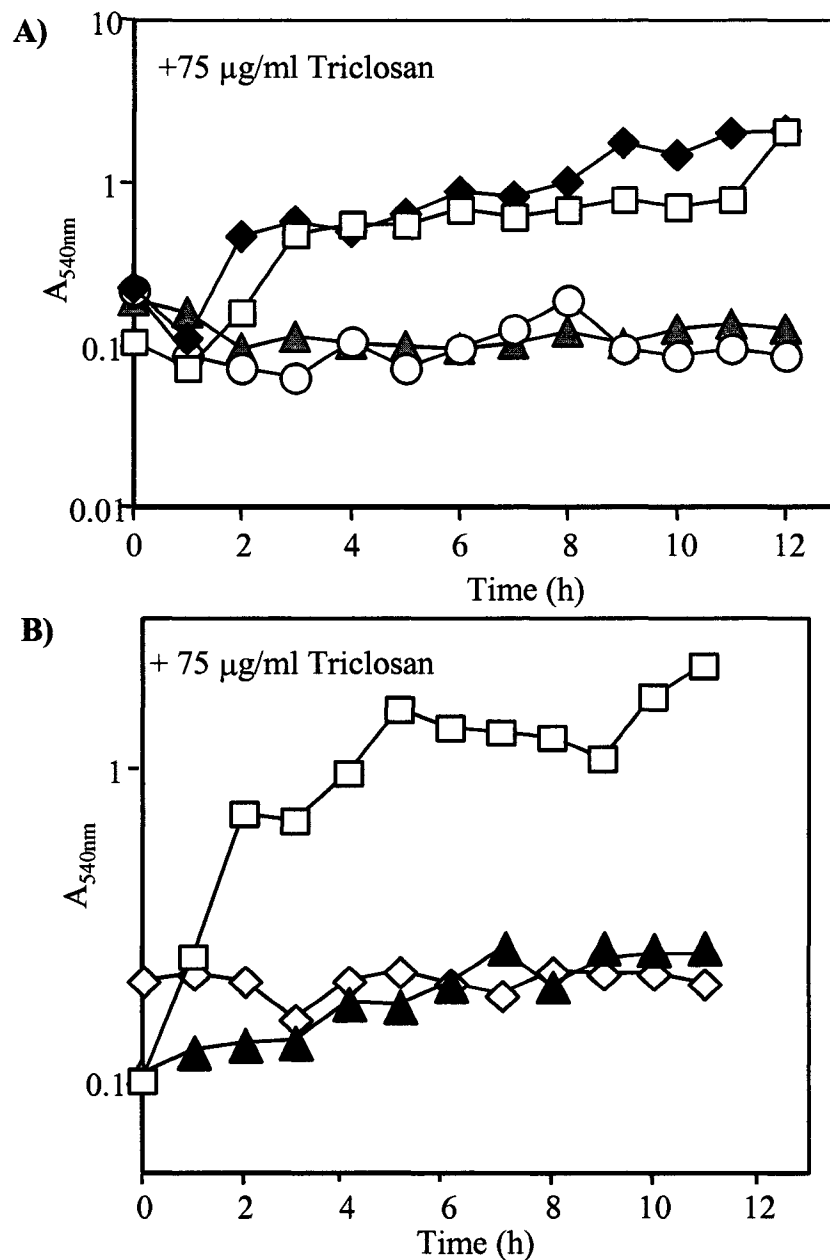 A)
10
+75 µg/ml Triclosan
1
A540nm
0.1
0.01
0 2 4 6 8 10 12
Time (h)
B)
+ 75 µg/ml Triclosan
1
A540nm
0.1
0 2 4 6 8 10 12
Time (h)